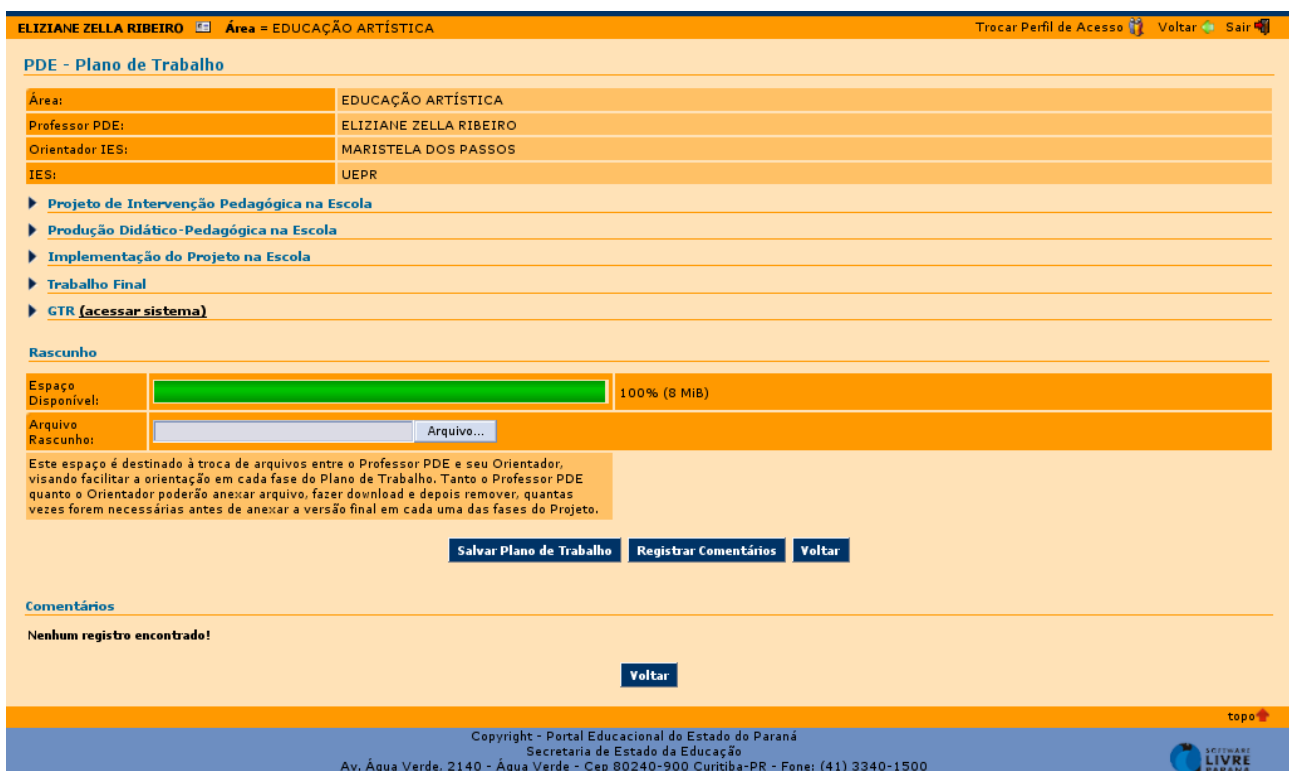 ELIZIANE ZELLA RIBEIRO Área = EDUCAÇÃO ARTÍSTICA Trocar Perfil de Acesso Voltar Sair
PDE - Plano de Trabalho
Área: EDUCAÇÃO ARTÍSTICA
Professor PDE: ELIZIANE ZELLA RIBEIRO
Orientador IES: MARISTELA DOS PASSOS
IES: UEPR
Projeto de Intervenção Pedagógica na Escola
Produção Didático-Pedagógica na Escola
Implementação do Projeto na Escola
Trabalho Final
GTR (acessar sistema)
Rascunho
Espaço
Disponível:
100% (8 MiB)
Arquivo
Rascunho:
Arquivo...
Este espaço é destinado à troca de arquivos entre o Professor PDE e seu Orientador,
visando facilitar a orientação em cada fase do Plano de Trabalho. Tanto o Professor PDE
quanto o Orientador poderão anexar arquivo, fazer download e depois remover, quantas
vezes forem necessárias antes de anexar a versão final em cada uma das fases do Projeto.
Salvar Plano de Trabalho Registrar Comentários Voltar
Comentários
Nenhum registro encontrado!
Voltar
topo
Copyright - Portal Educacional do Estado do Paraná
Secretaria de Estado da Educação
Av. Água Verde, 2140 - Água Verde - Cep 80240-900 Curitiba-PR - Fone: (41) 3340-1500
SOFTWARE
LIVRE
PARANÁ